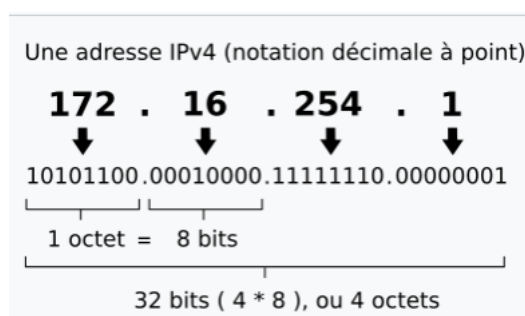 Une adresse IPv4 (notation décimale à point)
172 . 16 . 254 . 1
10101100.00010000.11111110.00000001
1 octet = 8 bits
32 bits ( 4 * 8 ), ou 4 octets